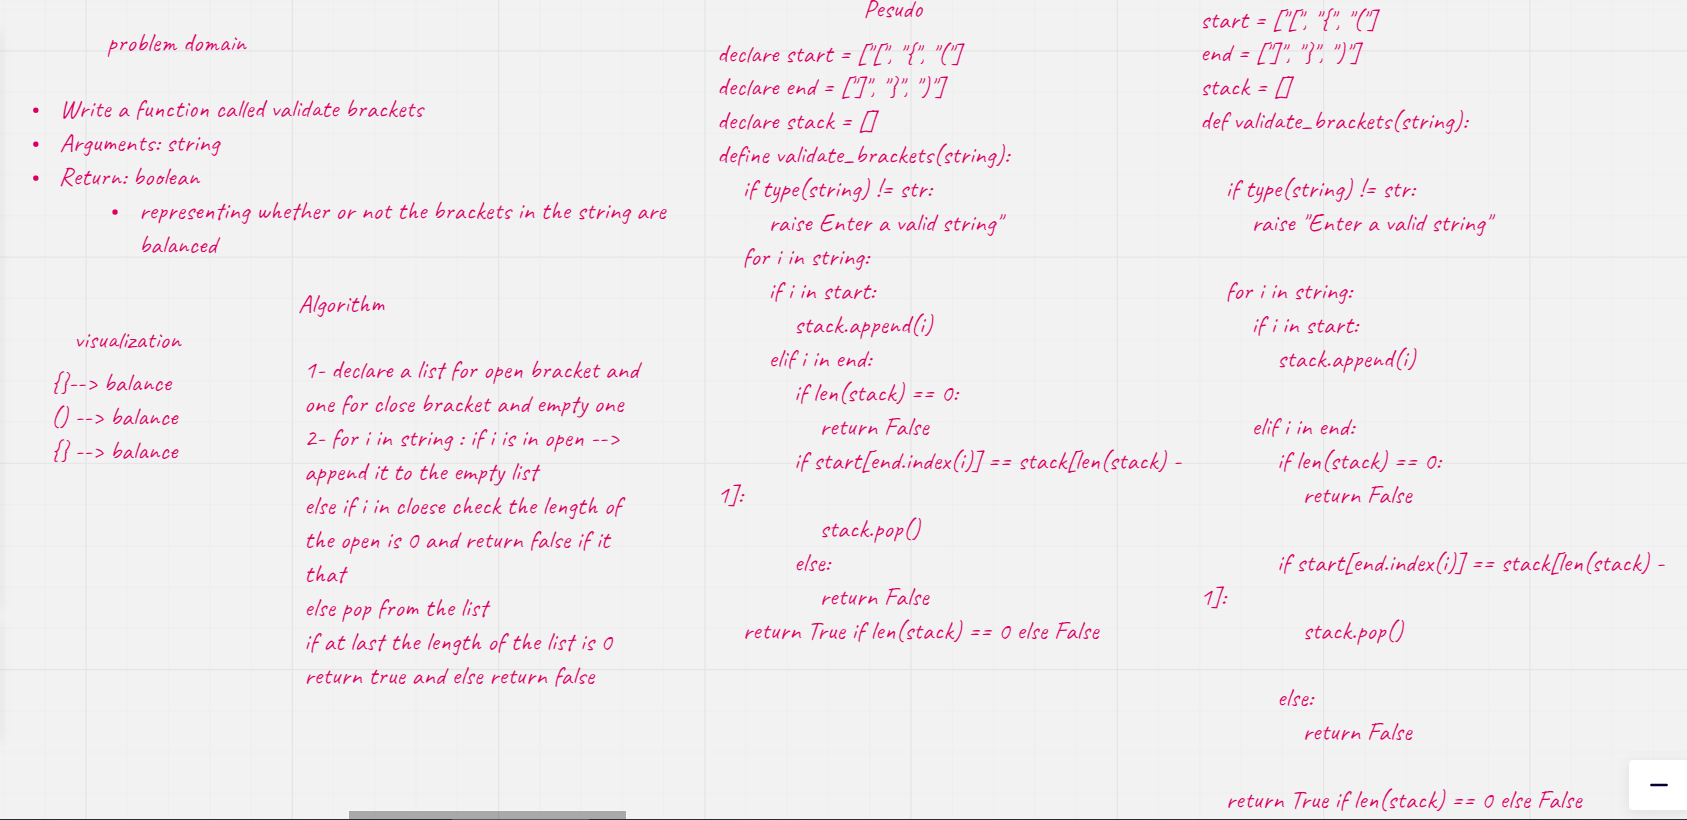 problem domain
• Write a function called validate brackets
• Arguments: string
• Return: boolean
• representing whether or not the brackets in the string are
balanced
visualization
{}--> balance
() --> balance
{} --> balance
Algorithm
1- declare a list for open bracket and
one for close bracket and empty one
2- for i in string : if i is in open -->
append it to the empty list
else if i in cloese check the length of
the open is 0 and return false if it
that
else pop from the list
if at last the length of the list is 0
return true and else return false
Pesudo
declare start = ["[", "{", "("]
declare end = ["]", "}", ")"]
declare stack = []
define validate_brackets(string):
if type(string) != str:
raise Enter a valid string"
for i in string:
if i in start:
stack.append(i)
elif i in end:
if len(stack) == 0:
return False
if start[end.index(i)] == stack[len(stack) -
1]:
stack.pop()
else:
return False
return True if len(stack) == 0 else False
start = ["[", "{", "("]
end = ["]", "}", ")"]
stack = []
def validate_brackets(string):
if type(string) != str:
raise "Enter a valid string"
for i in string:
if i in start:
stack.append(i)
elif i in end:
if len(stack) == 0:
return False
if start[end.index(i)] == stack[len(stack) -
1]:
stack.pop()
else:
return False
return True if len(stack) == 0 else False